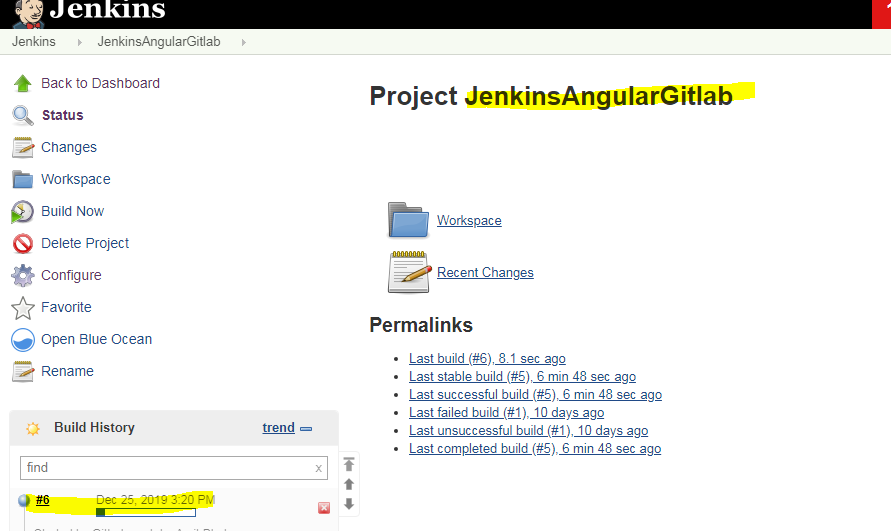 Jenkins
Jenkins JenkinsAngularGitlab
Back to Dashboard
Status
Changes
Workspace
Build Now
Delete Project
Configure
Favorite
Open Blue Ocean
Rename
Build History trend
find x
#6 Dec 25, 2019 3:20 PM
Project JenkinsAngularGitlab
Workspace
Recent Changes
Permalinks
Last build (#6), 8.1 sec ago
Last stable build (#5), 6 min 48 sec ago
Last successful build (#5), 6 min 48 sec ago
Last failed build (#1), 10 days ago
Last unsuccessful build (#1), 10 days ago
Last completed build (#5), 6 min 48 sec ago